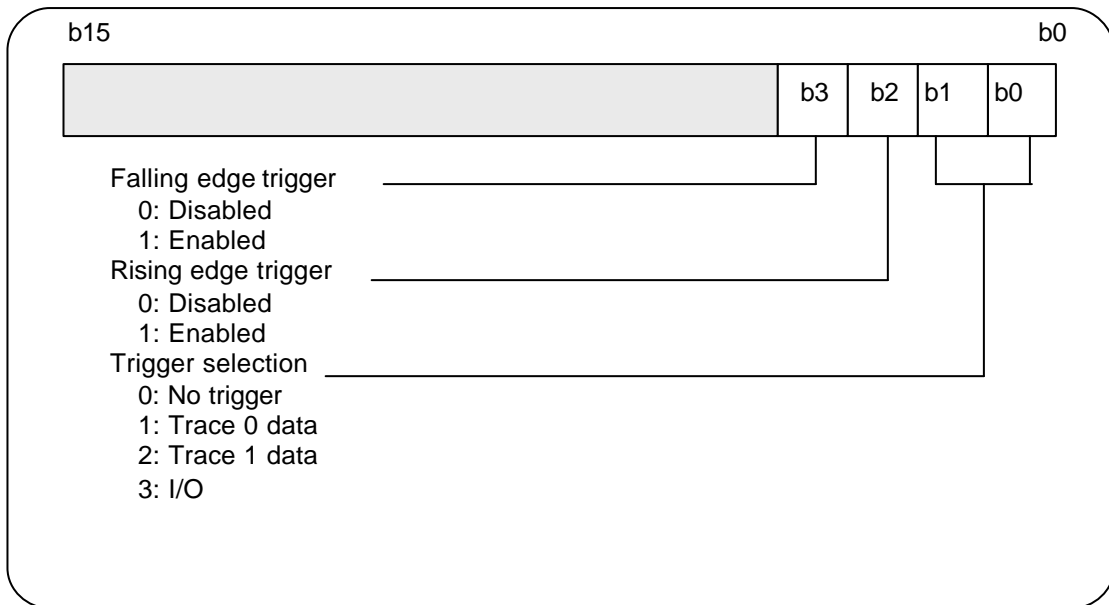 b15 b0
b3 b2 b1 b0
Falling edge trigger
0: Disabled
1: Enabled
Rising edge trigger
0: Disabled
1: Enabled
Trigger selection
0: No trigger
1: Trace 0 data
2: Trace 1 data
3: I/O